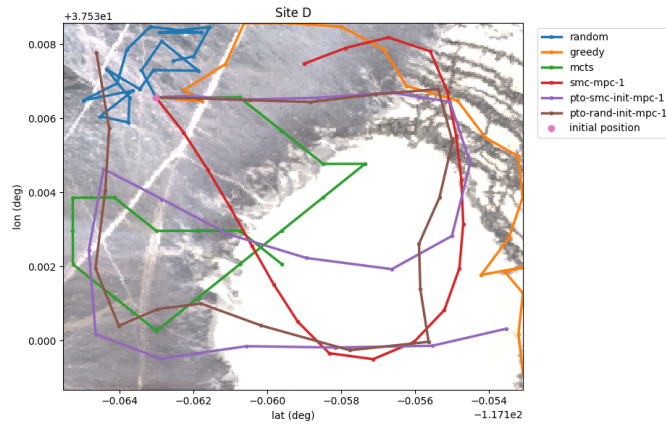 Site D
+3.753e1
0.008
0.006
0.004
0.002
0.000
lon (deg)
−0.064
−0.062
−0.060
−0.058
−0.056
−0.054
lat (deg)
−1.171e2
random
greedy
mcts
smc-mpc-1
pto-smc-init-mpc-1
pto-rand-init-mpc-1
initial position